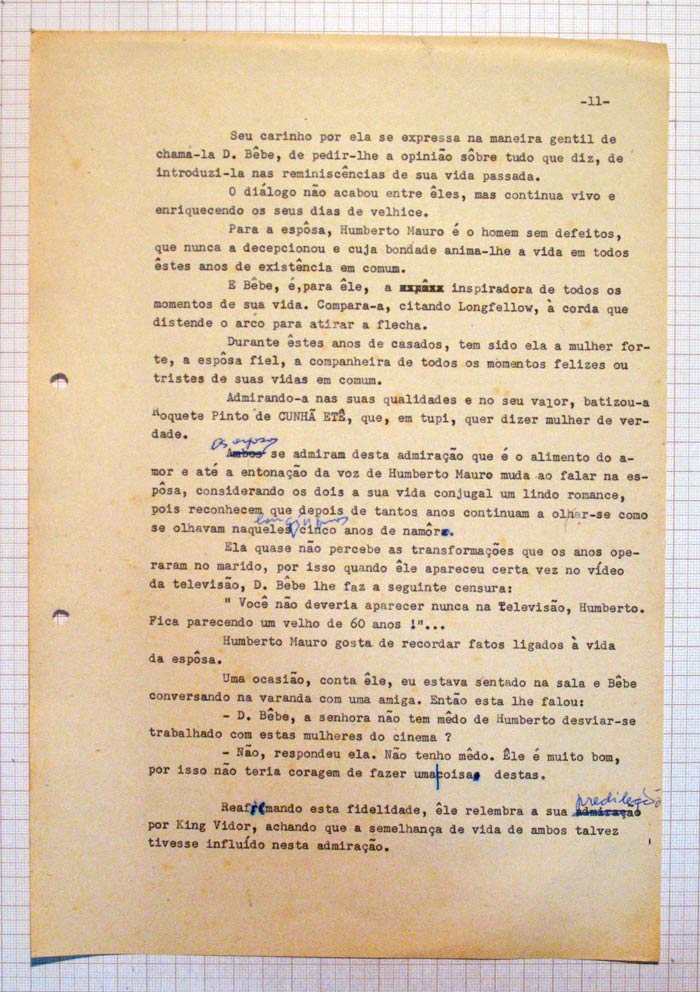 -11-
Seu carinho por ela se expressa na maneira gentil de
chamá-la D. Bêbe, de pedir-lhe a opinião sôbre tudo que diz, de
introduzi-la nas reminiscências de sua vida passada.
O diálogo não acabou entre êles, mas continua vivo e
enriquecendo os seus dias de velhice.
Para a espôsa, Humberto Mauro é o homem sem defeitos,
que nunca a decepcionou e cuja bondade anima-lhe a vida em todos
êstes anos de existência em comum.
E Bêbe, é,para êle, a inspiradora de todos os
momentos de sua vida. Compara-a, citando Longfellow, à corda que
distende o arco para atirar a flecha.
Durante êstes anos de casados, tem sido ela a mulher for-
te, a espôsa fiel, a companheira de todos os momentos felizes ou
tristes de suas vidas em comum.
Admirando-a nas suas qualidades e no seu valor, batizou-a
Roquete Pinto de CUNHÃ ETÊ, que, em tupi, quer dizer mulher de ver-
dade.
os esposos
Ambos se admiram desta admiração que é o alimento do a-
mor e até a entonação da voz de Humberto Mauro muda ao falar na es-
pôsa, considerando os dois a sua vida conjugal um lindo romance,
pois reconhecem que depois de tantos anos continuam a olhar-se como
longínquos
se olhavam naqueles cinco anos de namôro.
Ela quase não percebe as transformações que os anos ope-
raram no marido, por isso quando êle apareceu certa vez no vídeo
da televisão, D. Bêbe lhe faz a seguinte censura:
" Você não deveria aparecer nunca na Televisão, Humberto.
Fica parecendo um velho de 60 anos !"...
Humberto Mauro gosta de recordar fatos ligados à vida
da espôsa.
Uma ocasião, conta êle, eu estava sentado na sala e Bêbe
conversando na varanda com uma amiga. Então esta lhe falou:
- D. Bêbe, a senhora não tem mêdo de Humberto desviar-se
trabalhado com estas mulheres do cinema ?
- Não, respondeu ela. Não tenho mêdo. Êle é muito bom,
por isso não teria coragem de fazer uma coisa destas.
predileção
Reafirmando esta fidelidade, êle relembra a sua admiração
por King Vidor, achando que a semelhança de vida de ambos talvez
tivesse influído nesta admiração.